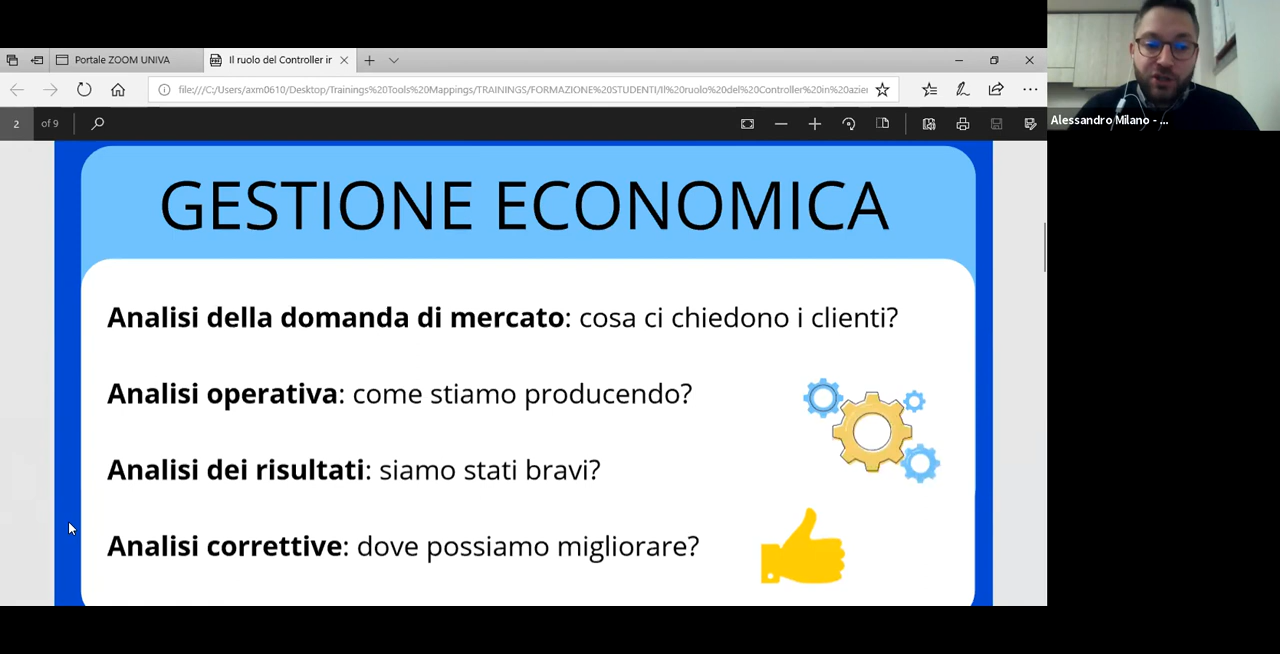 Portale ZOOM UNIVA
Il ruolo del Controller ir
file:///C:/Users/axm0610/Desktop/Trainings%20Tools%20Mappings/TRAININGS/FORMAZIONE%20STUDENTI/Il%20ruolo%20del%20Controller%20in%20azien
2 of 9
Alessandro Milano - ...
GESTIONE ECONOMICA
Analisi della domanda di mercato: cosa ci chiedono i clienti?
Analisi operativa: come stiamo producendo?
Analisi dei risultati: siamo stati bravi?
Analisi correttive: dove possiamo migliorare?